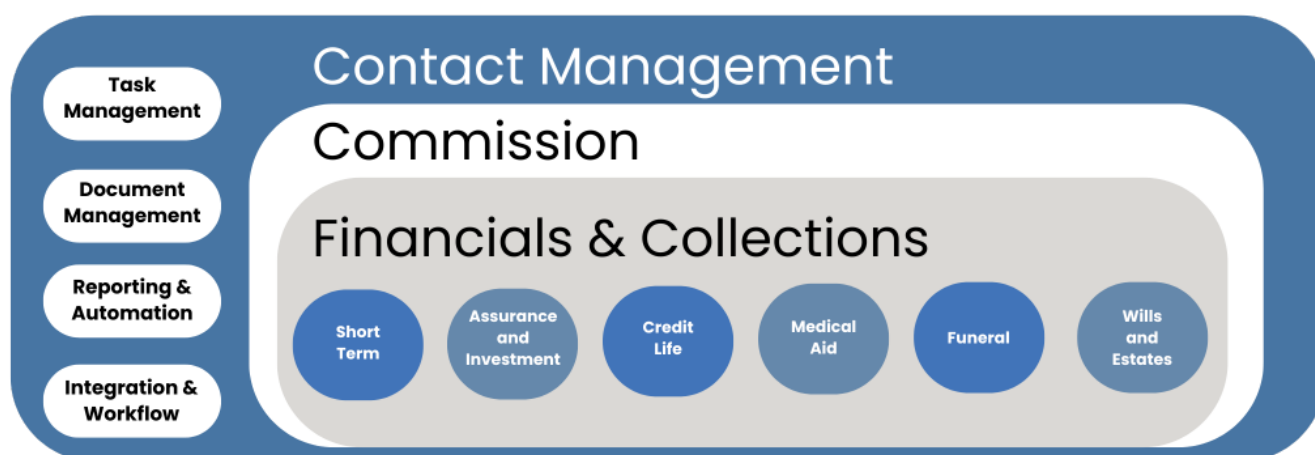 Contact Management
Task
Management
Commission
Document
Management
Financials & Collections
Reporting &
Automation
Short
Term
Assurance
and
Investment
Credit
Life
Medical
Aid
Funeral
Wills
and
Estates
Integration &
Workflow